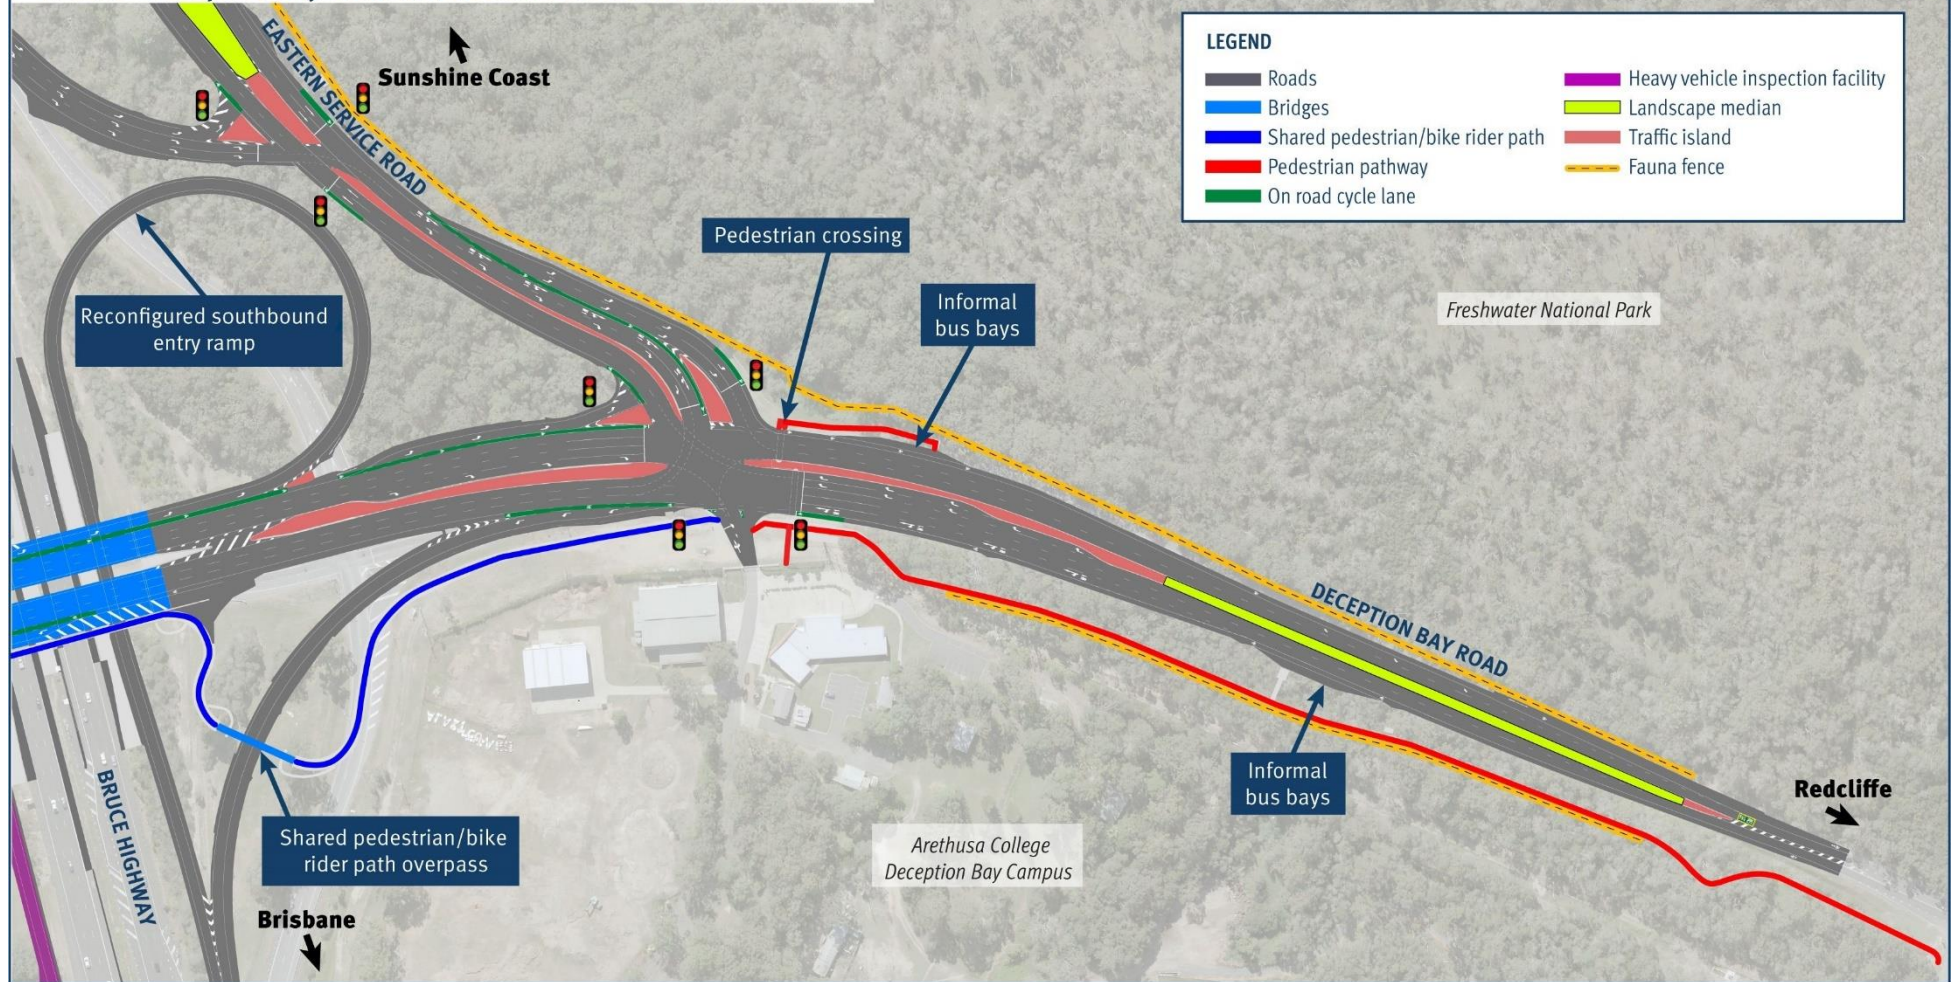 EASTERN SERVICE ROAD
Sunshine Coast
LEGEND
Roads
Bridges
Shared pedestrian/bike rider path
Pedestrian pathway
On road cycle lane
Heavy vehicle inspection facility
Landscape median
Traffic island
Fauna fence
Pedestrian crossing
Informal
bus bays
Freshwater National Park
Reconfigured southbound
entry ramp
DECEPTION BAY ROAD
Informal
bus bays
Redcliffe
BRUCE HIGHWAY
Shared pedestrian/bike
rider path overpass
Arethusa College
Deception Bay Campus
Brisbane